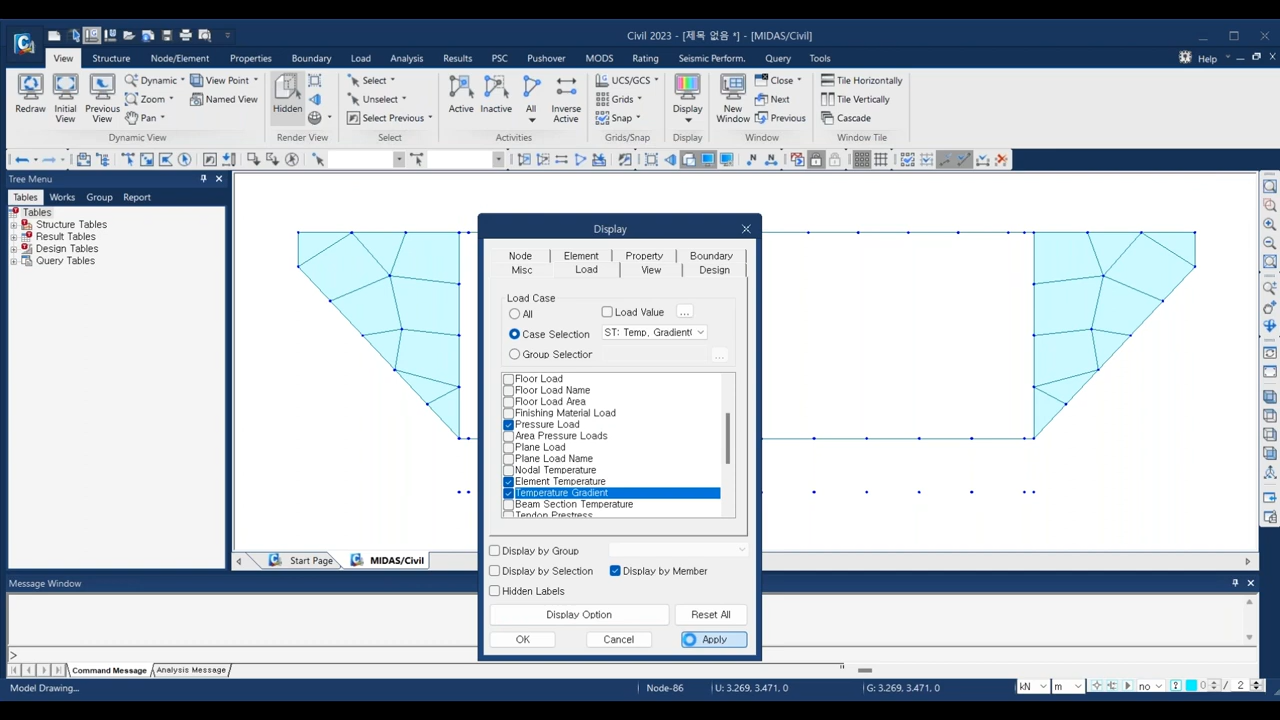 Civil 2023 - [제목 없음 *] - [MIDAS/Civil]
View Structure Node/Element Properties Boundary Load Analysis Results PSC Pushover MODS Rating Seismic Perform. Query Tools Help
Redraw Initial View Previous View Dynamic Zoom Pan View Point Named View Hidden Select Unselect Select Previous Active Inactive All Inverse Active UCS/GCS Grids Snap Display New Window Close Next Previous Tile Horizontally Tile Vertically Cascade
Dynamic View Render View Select Activities Grids/Snap Display Window Window Tile
Tree Menu
Tables Works Group Report
Tables
Structure Tables
Result Tables
Design Tables
Query Tables
Display
Node Element Property Boundary
Misc Load View Design
Load Case
All Load Value ...
Case Selection ST: Temp, Gradient(
Group Selection ...
Floor Load
Floor Load Name
Floor Load Area
Finishing Material Load
Pressure Load
Area Pressure Loads
Plane Load
Plane Load Name
Nodal Temperature
Element Temperature
Temperature Gradient
Beam Section Temperature
Tendon Prestress
Display by Group
Display by Selection Display by Member
Hidden Labels
Display Option Reset All
OK Cancel Apply
Start Page MIDAS/Civil
Message Window
>
Command Message Analysis Message
Model Drawing... Node-86 U: 3.269, 3.471, 0 G: 3.269, 3.471, 0 kN m no 0 / 2